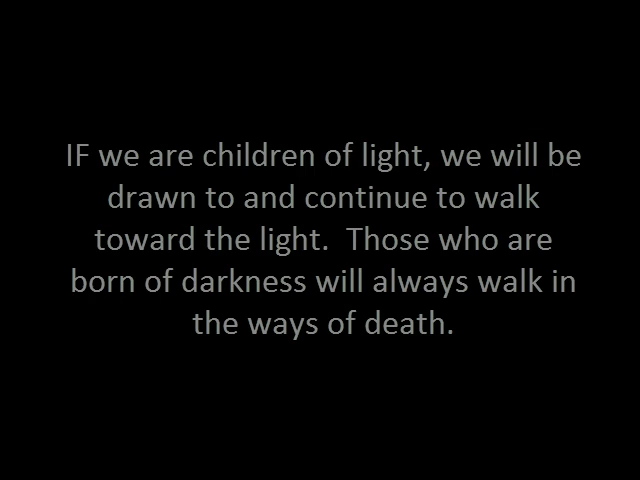 IF we are children of light, we will be
drawn to and continue to walk
toward the light.  Those who are
born of darkness will always walk in
the ways of death.